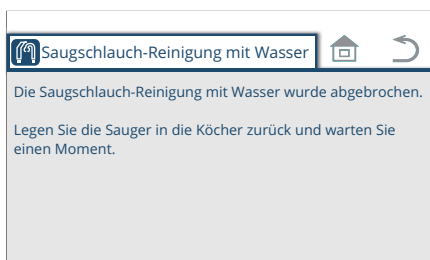 Saugschlauch-Reinigung mit Wasser
Die Saugschlauch-Reinigung mit Wasser wurde abgebrochen.
Legen Sie die Sauger in die Köcher zurück und warten Sie
einen Moment.